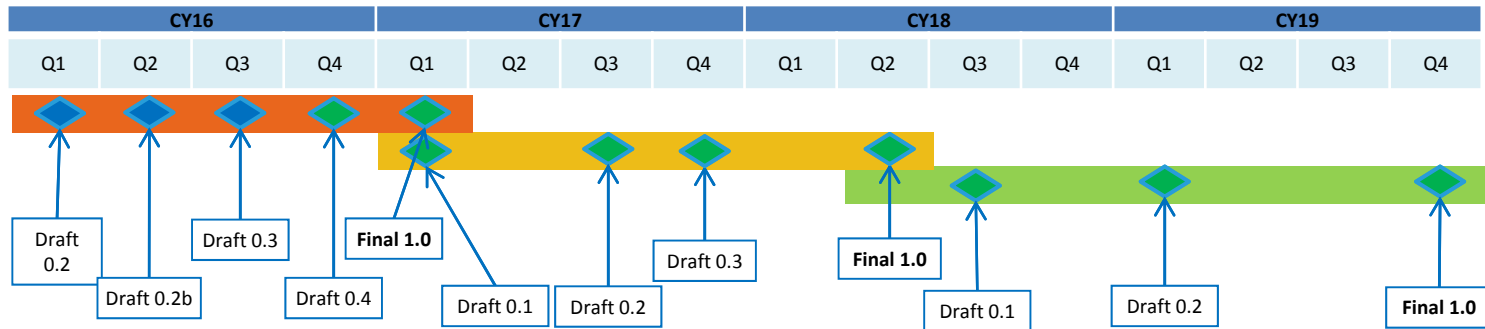 CY16 CY17 CY18 CY19
Q1 Q2 Q3 Q4 Q1 Q2 Q3 Q4 Q1 Q2 Q3 Q4 Q1 Q2 Q3 Q4
Draft
0.2
Draft 0.2b
Draft 0.3
Draft 0.4
Final 1.0
Draft 0.1
Draft 0.2
Draft 0.3
Final 1.0
Draft 0.1
Draft 0.2
Final 1.0